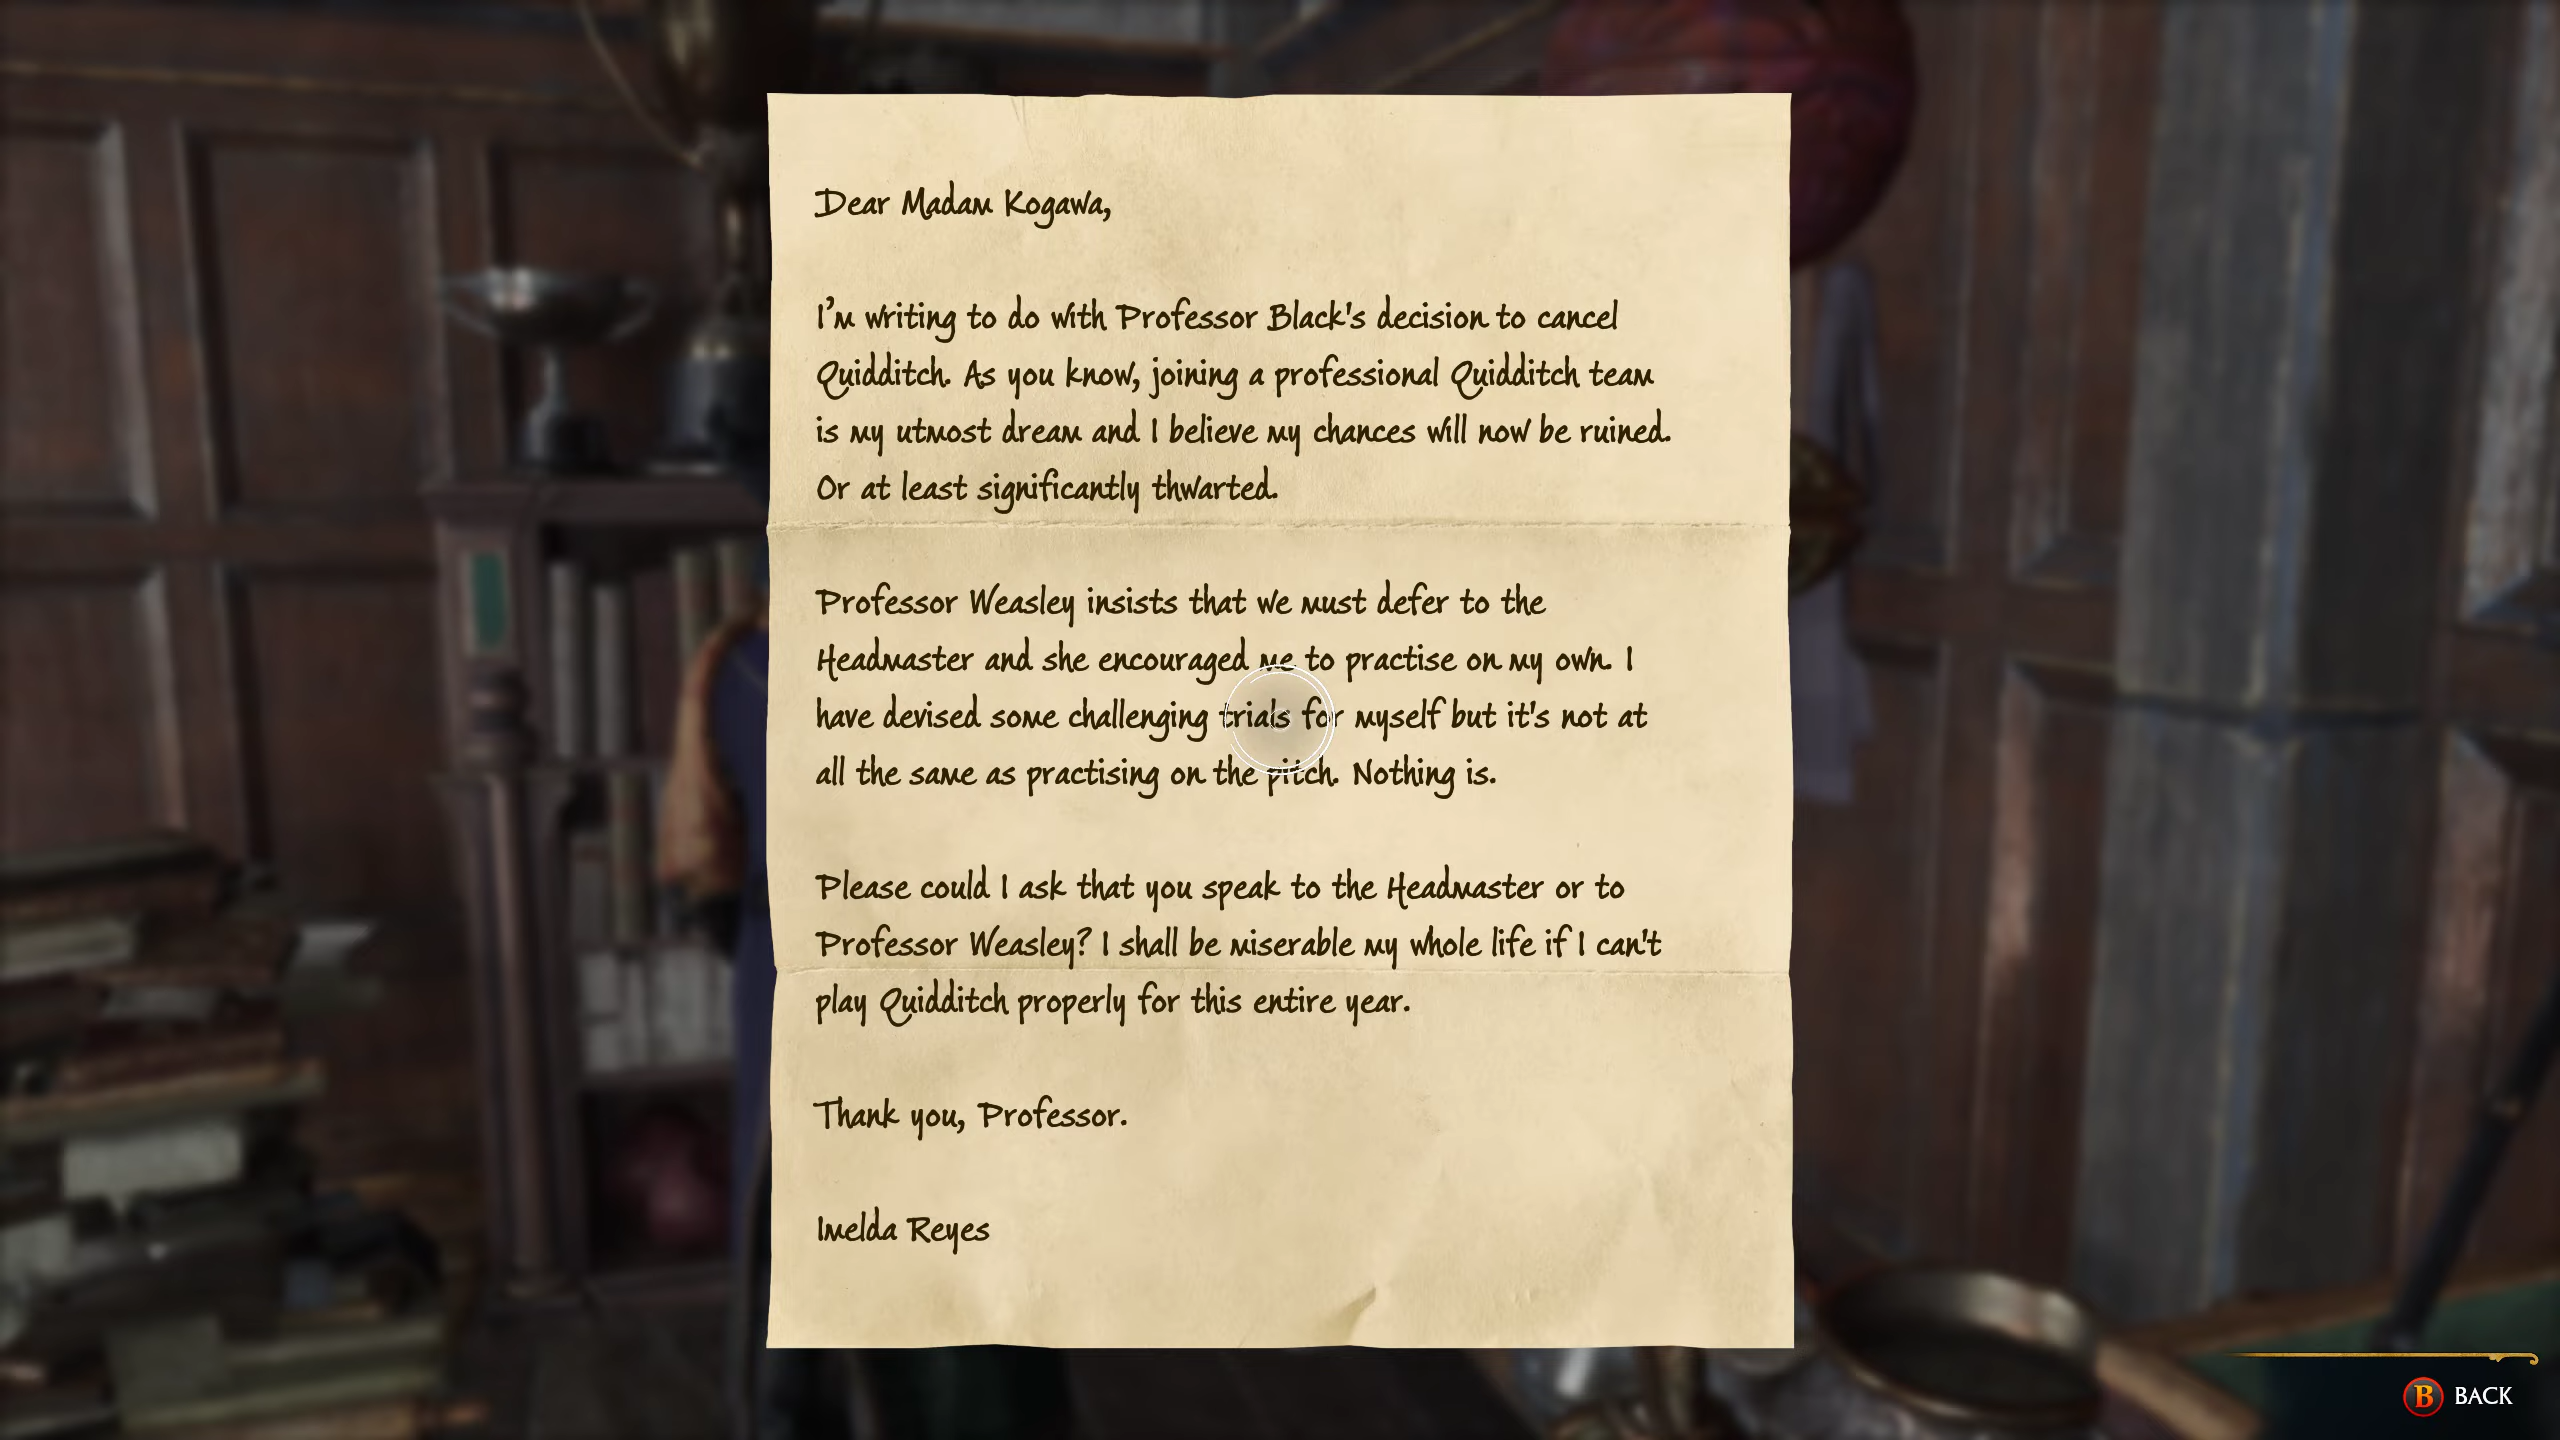 Dear Madam Kogawa,
I'm writing to do with Professor Black's decision to cancel
Quidditch. As you know, joining a professional Quidditch team
is my utmost dream and I believe my chances will now be ruined.
Or at least significantly thwarted.
Professor Weasley insists that we must defer to the
Headmaster and she encouraged me to practise on my own. I
have devised some challenging trials for myself but it's not at
all the same as practising on the pitch. Nothing is.
Please could I ask that you speak to the Headmaster or to
Professor Weasley? I shall be miserable my whole life if I can't
play Quidditch properly for this entire year.
Thank you, Professor.
Imelda Reyes
B BACK